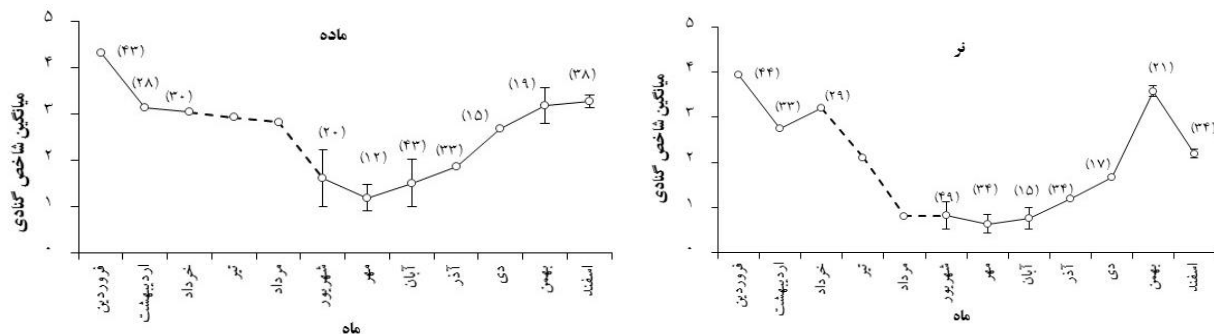 ماده
میانگین شاخص گنادی
۵
۴
۳
۲
۱
۰
(۴۳)
(۲۸)
(۳۰)
(۲۰)
(۱۲)
(۴۳)
(۳۳)
(۱۵)
(۱۹)
(۳۸)
فروردین
اردیبهشت
خرداد
تیر
مرداد
شهریور
مهر
آبان
آذر
دی
بهمن
اسفند
ماه
نر
میانگین شاخص گنادی
۵
۴
۳
۲
۱
۰
(۴۴)
(۳۳)
(۲۹)
(۴۹)
(۳۴)
(۱۵)
(۳۴)
(۱۷)
(۲۱)
(۳۴)
فروردین
اردیبهشت
خرداد
تیر
مرداد
شهریور
مهر
آبان
آذر
دی
بهمن
اسفند
ماه